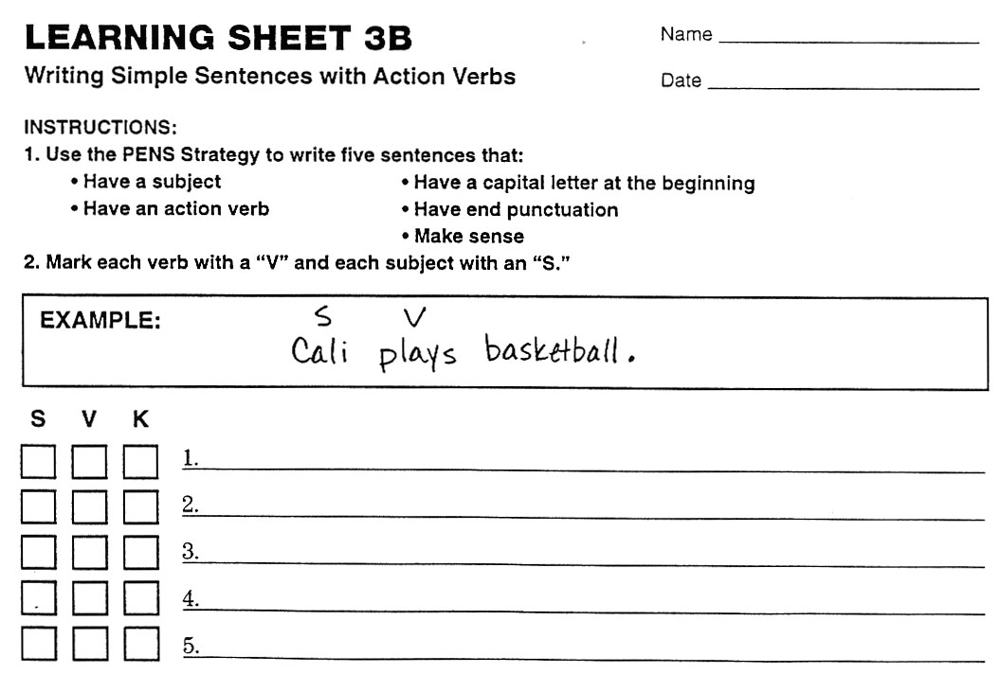 LEARNING SHEET 3B
Name
Writing Simple Sentences with Action Verbs
Date
INSTRUCTIONS:
1. Use the PENS Strategy to write five sentences that:
• Have a subject • Have a capital letter at the beginning
• Have an action verb • Have end punctuation
• Make sense
2. Mark each verb with a “V” and each subject with an “S.”
EXAMPLE: S V
Cali plays basketball.
S V K
1.
2.
3.
4.
5.